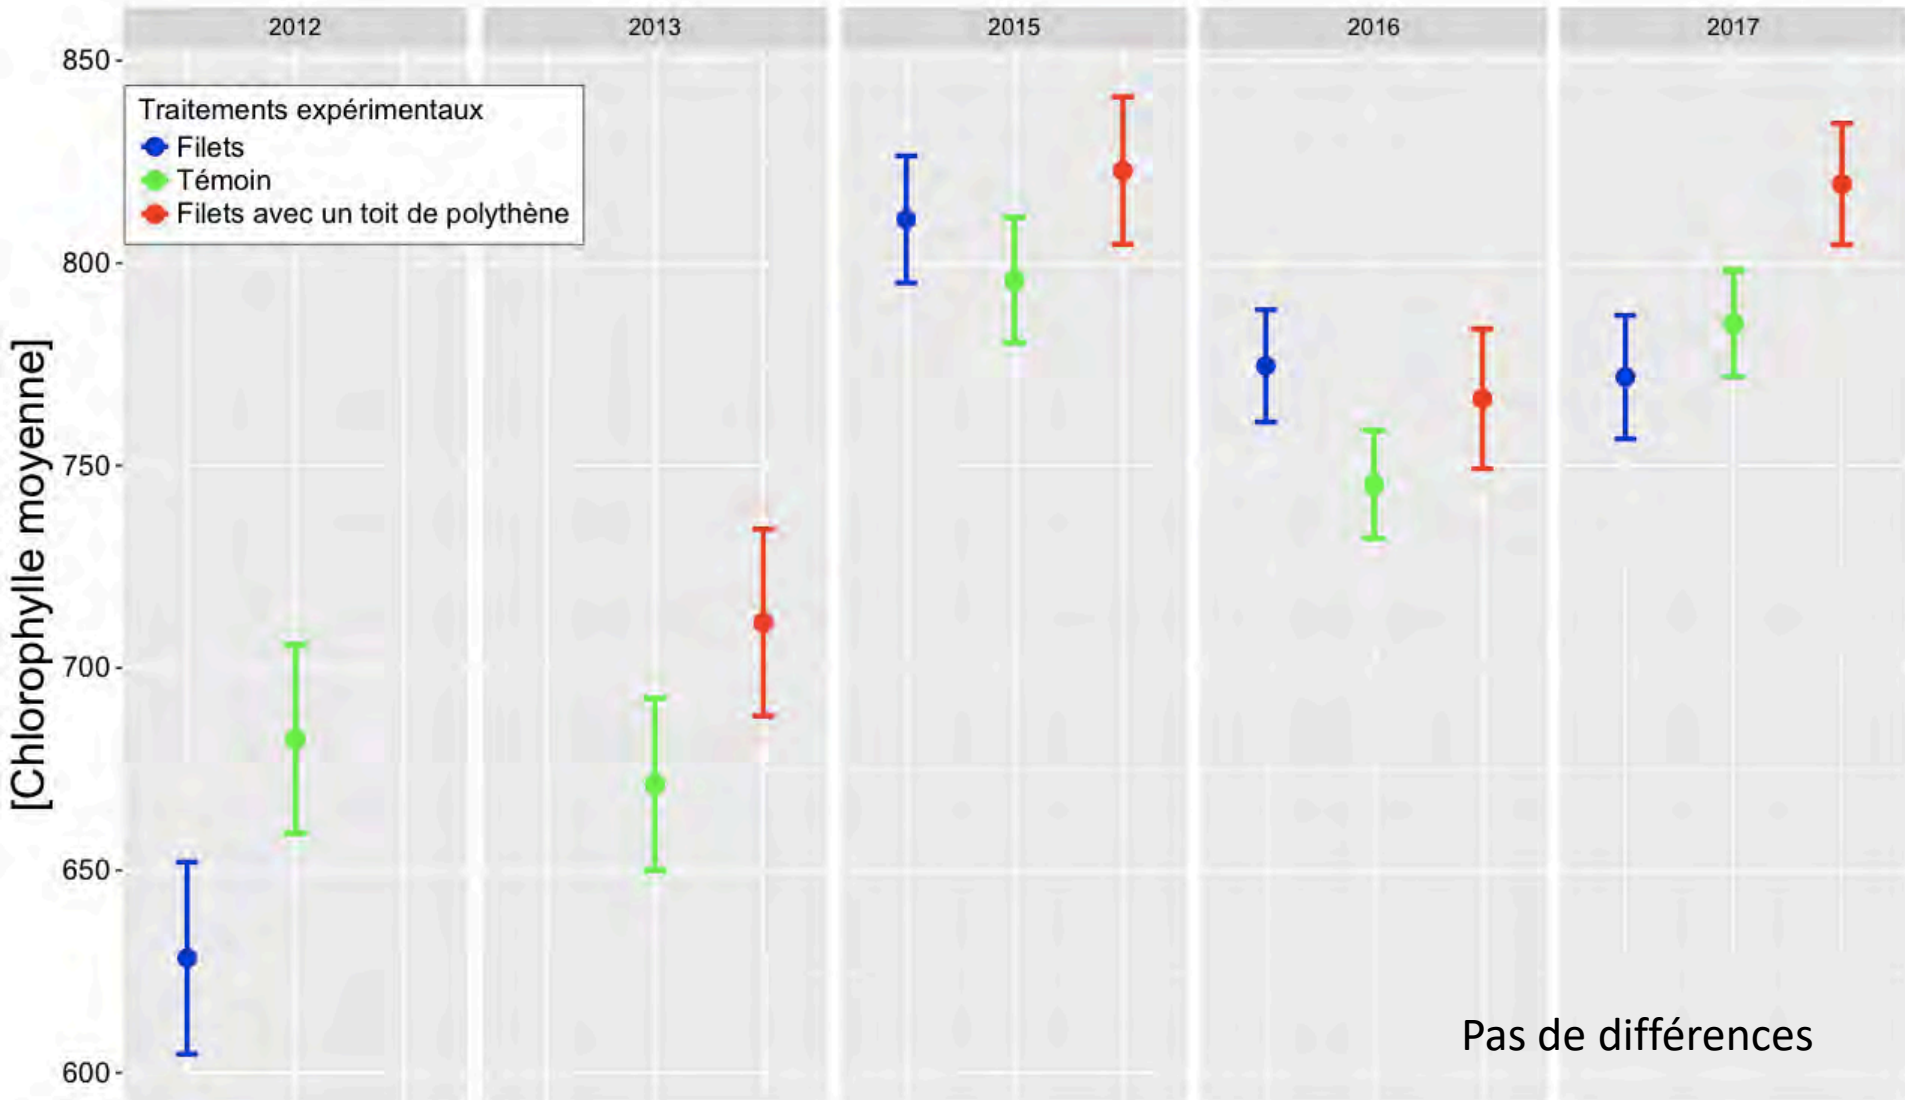 2012 2013 2015 2016 2017
850
Traitements expérimentaux
Filets
Témoin
Filets avec un toit de polythène
800
750
700
650
600
[Chlorophylle moyenne]
Pas de différences